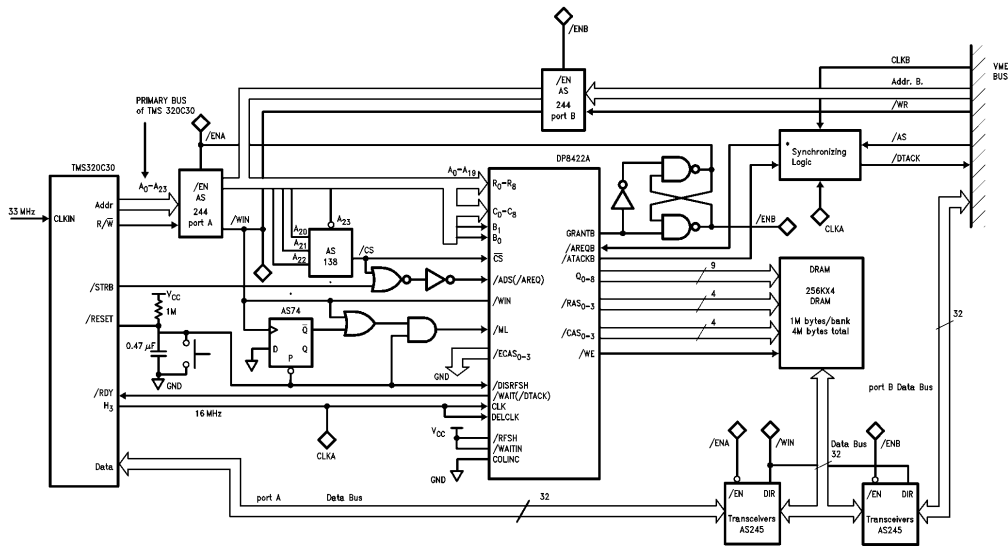 /ENB
CLKB
VME
BUS
Addr. B.
/EN
AS
244
port B
/WR
PRIMARY BUS
of TMS 320C30
/ENA
/AS
* Synchronizing
Logic
/DTACK
TMS320C30
DP8422A
A0-A23
A0-A19
/EN
AS
244
port A
Addr
R/W̅
R0-R8
33 MHz
CLKIN
/WIN
C0-C8
B1
B0
A23
A20
A21
A22
AS
138
/CS
C̅S̅
GRANTB
/ENB
CLKA
/AREQB
/ATACKB
/STRB
/ADS(/AREQ)
Q0-8
9
DRAM
256KX4
DRAM
1M bytes/bank
4M bytes total
VCC
1M
/WIN
/RAS0-3
4
32
/RESET
AS74
Q̅
D
Q
P
/ML
/CAS0-3
4
0.47 µF
GND
/ECAS0-3
GND
/WE
/DISRFSH
port B Data Bus
/RDY
/WAIT(/DTACK)
H3
16 MHz
CLK
DELCLK
CLKA
VCC
/RFSH
/WAITIN
COLINC
GND
/ENA
/WIN
Data Bus
32
/ENB
Data
port A
Data Bus
32
/EN
DIR
Transceivers
AS245
/EN
DIR
Transceivers
AS245